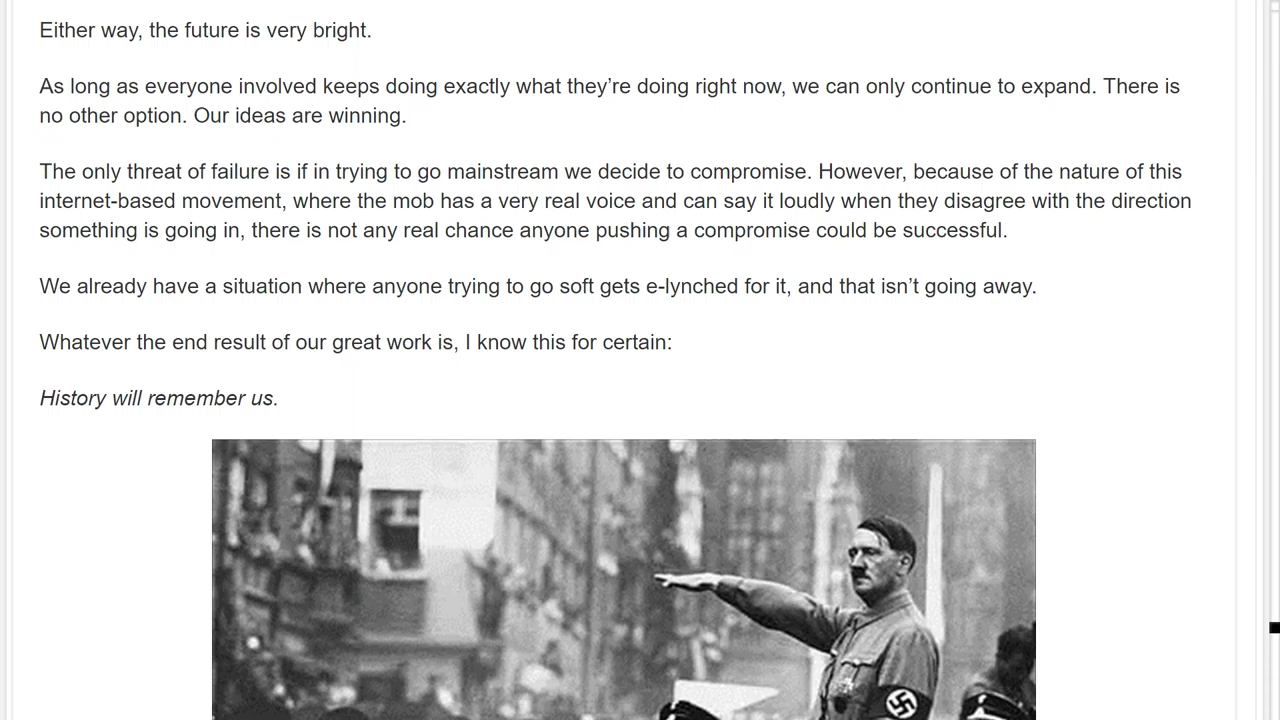 Either way, the future is very bright.
As long as everyone involved keeps doing exactly what they’re doing right now, we can only continue to expand. There is
no other option. Our ideas are winning.
The only threat of failure is if in trying to go mainstream we decide to compromise. However, because of the nature of this
internet-based movement, where the mob has a very real voice and can say it loudly when they disagree with the direction
something is going in, there is not any real chance anyone pushing a compromise could be successful.
We already have a situation where anyone trying to go soft gets e-lynched for it, and that isn’t going away.
Whatever the end result of our great work is, I know this for certain:
History will remember us.